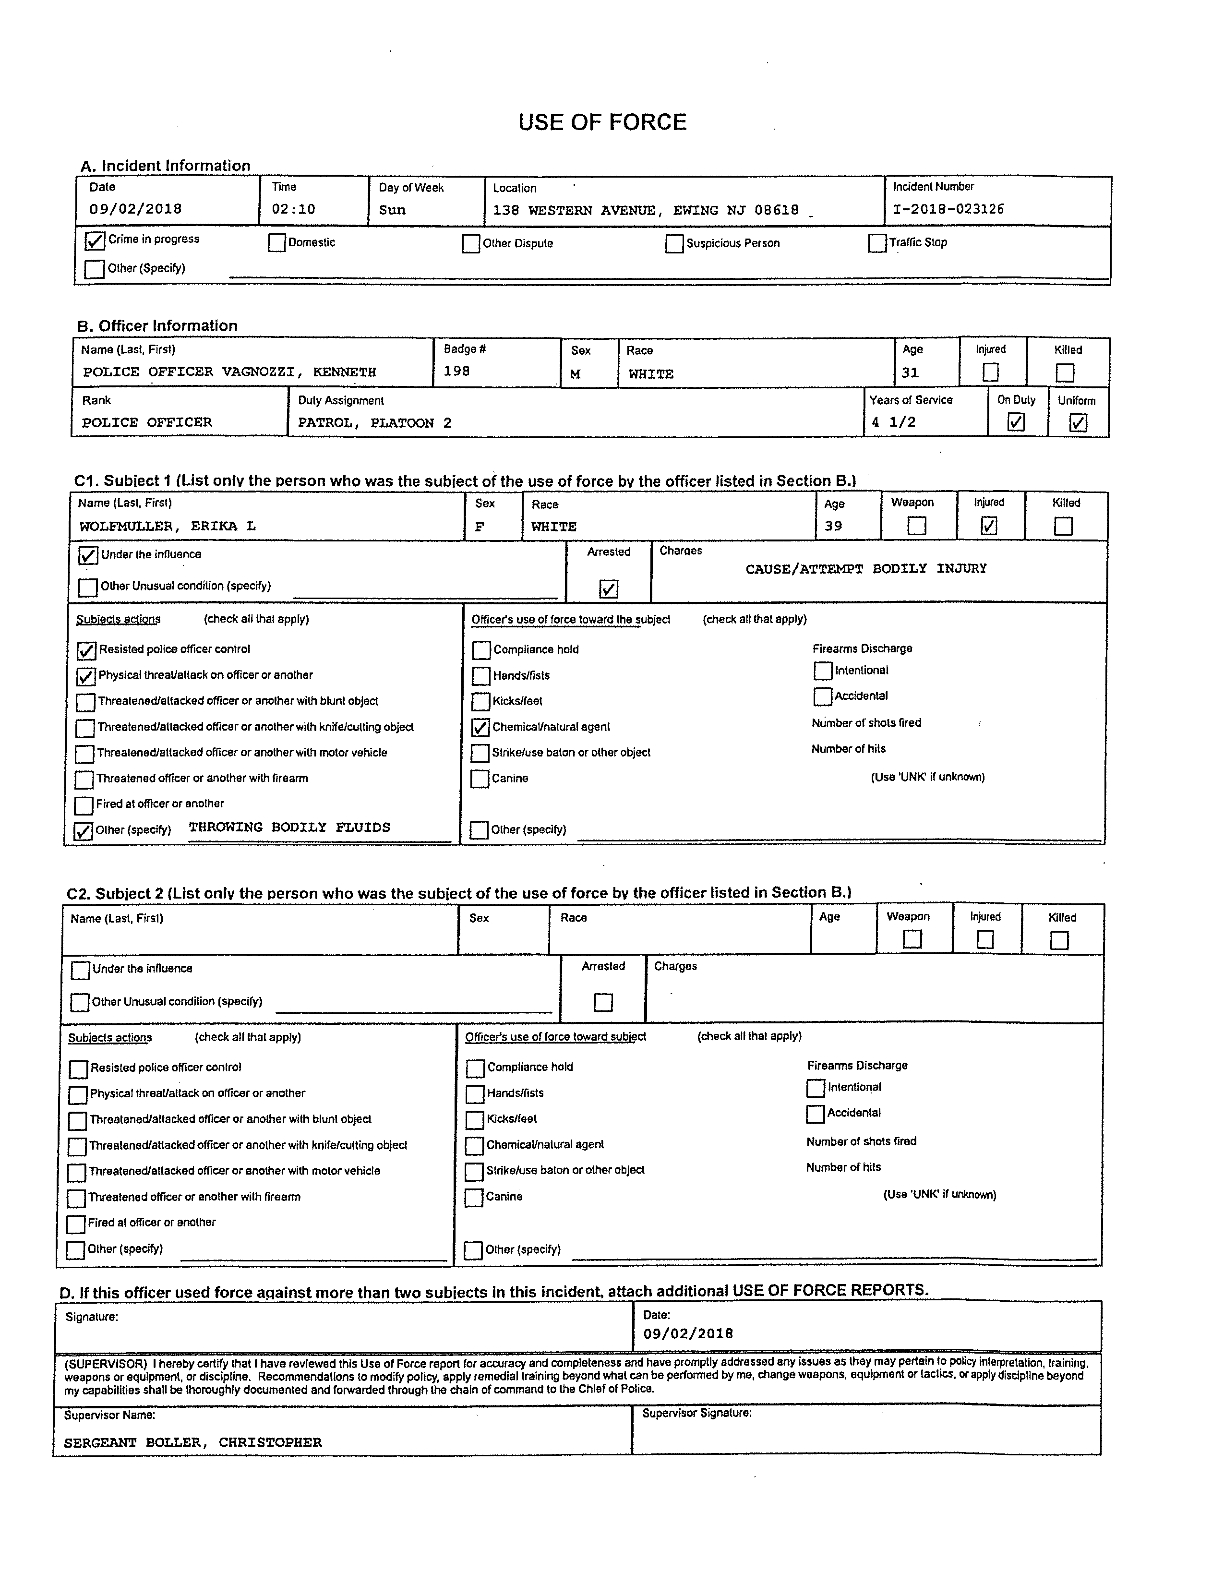 USE OF FORCE
A. Incident Information
Date Time Day of Week Location Incident Number
09/02/2018 02:10 Sun 138 WESTERN AVENUE, EWING NJ 08618 I-2018-023126
Crime in progress Domestic Other Dispute Suspicious Person Traffic Stop
Other (Specify)
B. Officer Information
Name (Last, First) Badge # Sex Race Age Injured Killed
POLICE OFFICER VAGNOZZI, KENNETH 198 M WHITE 31
Rank Duty Assignment Years of Service On Duty Uniform
POLICE OFFICER PATROL, PLATOON 2 4 1/2
C1. Subject 1 (List only the person who was the subject of the use of force by the officer listed in Section B.)
Name (Last, First) Sex Race Age Weapon Injured Killed
WOLFMULLER, ERIKA L F WHITE 39
Under the influence Arrested Charges
CAUSE/ATTEMPT BODILY INJURY
Other Unusual condition (specify)
Subjects actions (check all that apply) Officer's use of force toward the subject (check all that apply)
Resisted police officer control Compliance hold Firearms Discharge
Physical threat/attack on officer or another Hands/fists Intentional
Threatened/attacked officer or another with blunt object Kicks/feet Accidental
Threatened/attacked officer or another with knife/cutting object Chemical/natural agent Number of shots fired
Threatened/attacked officer or another with motor vehicle Strike/use baton or other object Number of hits
Threatened officer or another with firearm Canine (Use 'UNK' if unknown)
Fired at officer or another
Other (specify) THROWING BODILY FLUIDS Other (specify)
C2. Subject 2 (List only the person who was the subject of the use of force by the officer listed in Section B.)
Name (Last, First) Sex Race Age Weapon Injured Killed
Under the influence Arrested Charges
Other Unusual condition (specify)
Subjects actions (check all that apply) Officer's use of force toward subject (check all that apply)
Resisted police officer control Compliance hold Firearms Discharge
Physical threat/attack on officer or another Hands/fists Intentional
Threatened/attacked officer or another with blunt object Kicks/feet Accidental
Threatened/attacked officer or another with knife/cutting object Chemical/natural agent Number of shots fired
Threatened/attacked officer or another with motor vehicle Strike/use baton or other object Number of hits
Threatened officer or another with firearm Canine (Use 'UNK' if unknown)
Fired at officer or another
Other (specify) Other (specify)
D. If this officer used force against more than two subjects in this incident, attach additional USE OF FORCE REPORTS.
Signature: Date:
09/02/2018
(SUPERVISOR) I hereby certify that I have reviewed this Use of Force report for accuracy and completeness and have promptly addressed any issues as they may pertain to policy interpretation, training,
weapons or equipment, or discipline. Recommendations to modify policy, apply remedial training beyond what can be performed by me, change weapons, equipment or tactics, or apply discipline beyond
my capabilities shall be thoroughly documented and forwarded through the chain of command to the Chief of Police.
Supervisor Name: Supervisor Signature:
SERGEANT BOLLER, CHRISTOPHER